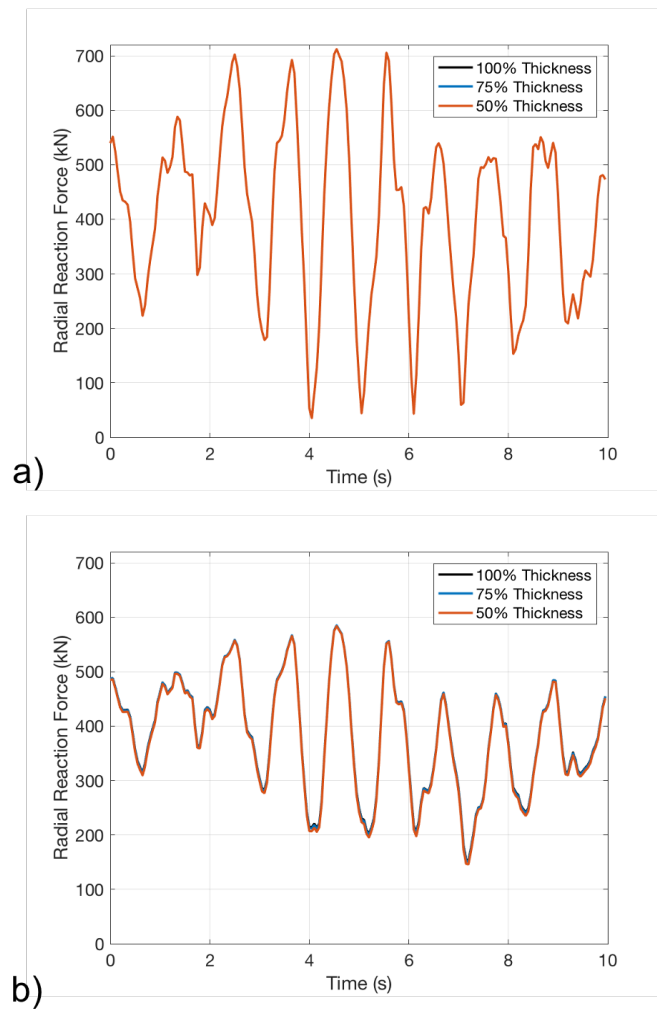 700
600
500
400
300
200
100
0
Radial Reaction Force (kN)
100% Thickness
75% Thickness
50% Thickness
0 2 4 6 8 10
Time (s)
a)
700
600
500
400
300
200
100
0
Radial Reaction Force (kN)
100% Thickness
75% Thickness
50% Thickness
0 2 4 6 8 10
Time (s)
b)